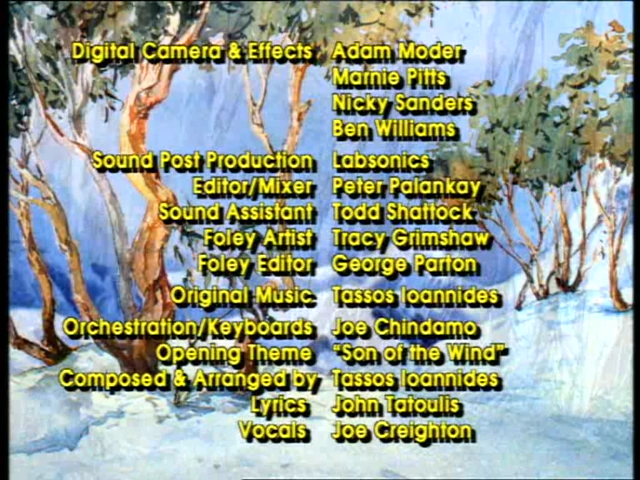 Digital Camera & Effects Adam Moder
Marnie Pitts
Nicky Sanders
Ben Williams
Sound Post Production Labsonics
Editor/Mixer Peter Palankay
Sound Assistant Todd Shattock
Foley Artist Tracy Grimshaw
Foley Editor George Parton
Original Music Tassos Ioannides
Orchestration/Keyboards Joe Chindamo
Opening Theme "Son of the Wind"
Composed & Arranged by Tassos Ioannides
Lyrics John Tatoulis
Vocals Joe Creighton